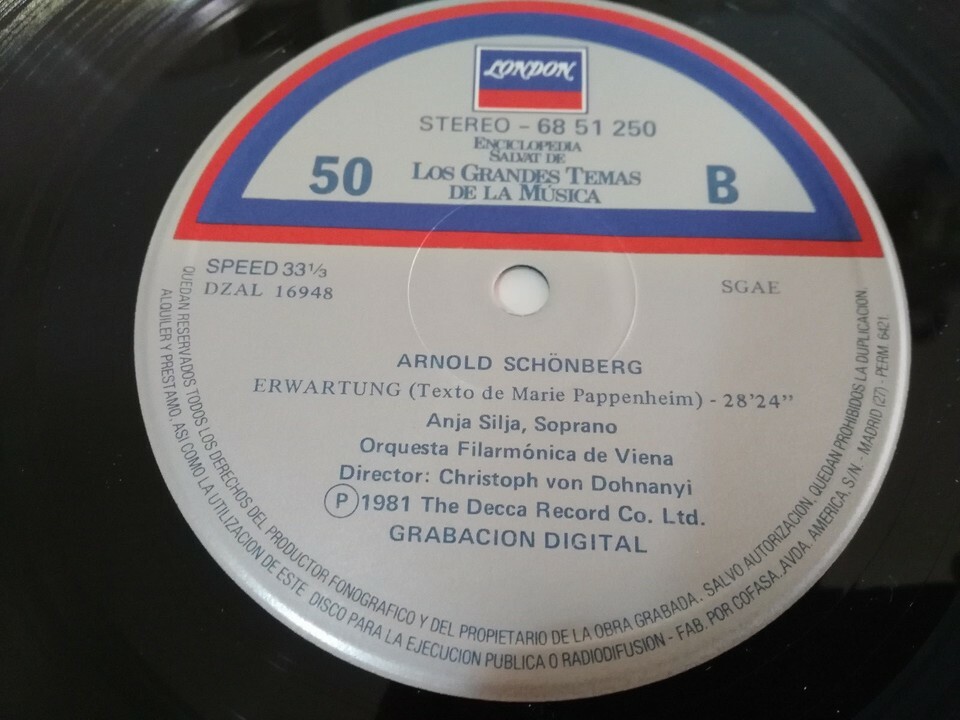 LONDON
STEREO - 68 51 250
ENCICLOPEDIA
SALVAT DE
LOS GRANDES TEMAS
DE LA MÚSICA
50
B
SPEED 33⅓
DZAL 16948
SGAE
ARNOLD SCHÖNBERG
ERWARTUNG (Texto de Marie Pappenheim) - 28'24"
Anja Silja, Soprano
Orquesta Filarmónica de Viena
Director: Christoph von Dohnanyi
Ⓟ 1981 The Decca Record Co. Ltd.
GRABACION DIGITAL
QUEDAN RESERVADOS TODOS LOS DERECHOS DEL PRODUCTOR FONOGRAFICO Y DEL PROPIETARIO DE LA OBRA GRABADA. SALVO AUTORIZACION, QUEDAN PROHIBIDOS LA DUPLICACION,
ALQUILER Y PRESTAMO, ASI COMO LA UTILIZACION DE ESTE DISCO PARA LA EJECUCION PUBLICA O RADIODIFUSION - FAB. POR COFASA. AVDA. AMERICA, S/N. - MADRID (27) - PERM. 6421